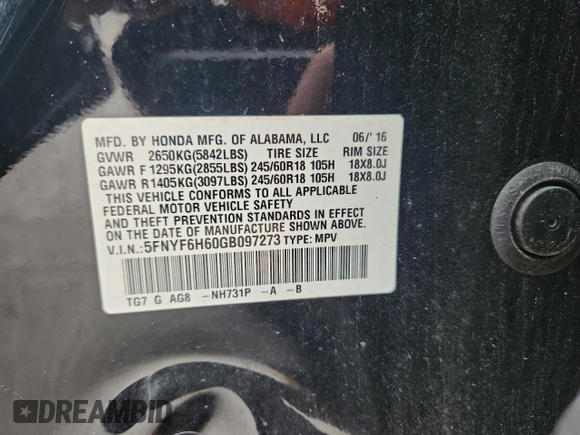 MFD. BY HONDA MFG. OF ALABAMA, LLC 06/'16
GVWR 2650KG(5842LBS) TIRE SIZE RIM SIZE
GAWR F 1295KG(2855LBS) 245/60R18 105H 18X8.0J
GAWR R 1405KG(3097LBS) 245/60R18 105H 18X8.0J
THIS VEHICLE CONFORMS TO ALL APPLICABLE
FEDERAL MOTOR VEHICLE SAFETY
AND THEFT PREVENTION STANDARDS IN EFFECT
ON THE DATE OF MANUFACTURE SHOWN ABOVE.
V.I.N.: 5FNYF6H60GB097273 TYPE: MPV
TG7 G AG8 -NH731P -A -B
DREAMBID